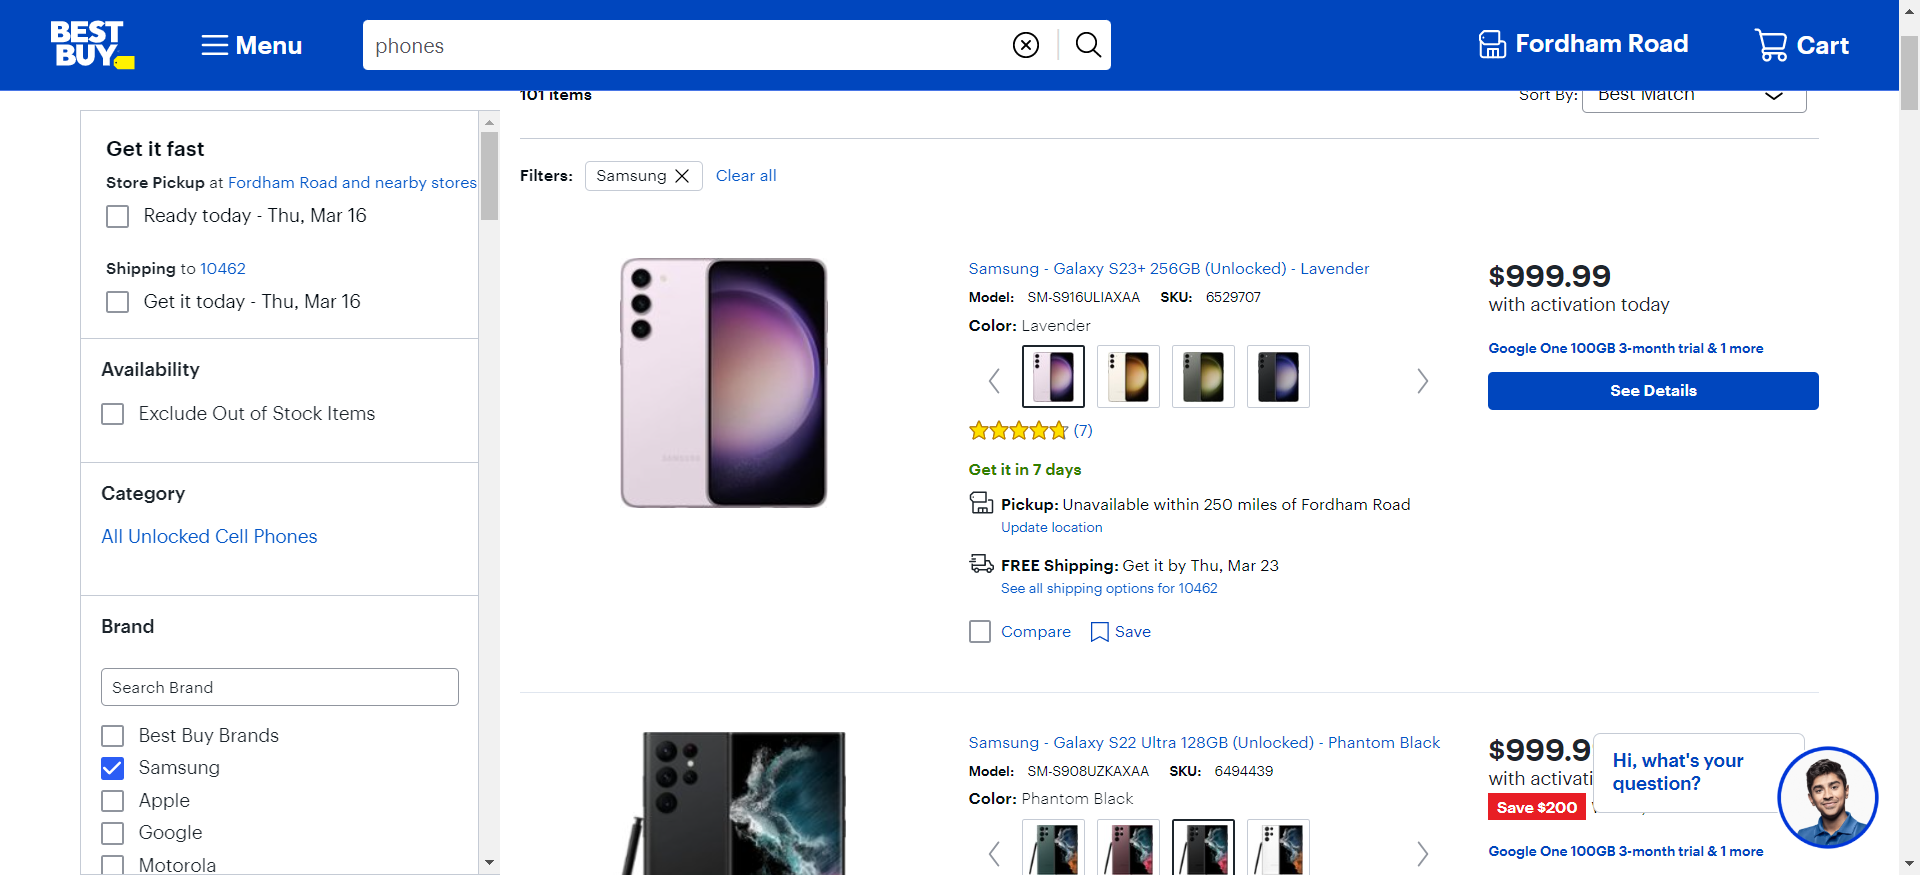 BEST BUY
Menu
phones
Fordham Road
Cart
101 items
Sort By: Best Match
Get it fast
Store Pickup at Fordham Road and nearby stores
Ready today - Thu, Mar 16
Shipping to 10462
Get it today - Thu, Mar 16
Availability
Exclude Out of Stock Items
Category
All Unlocked Cell Phones
Brand
Search Brand
Best Buy Brands
Samsung
Apple
Google
Motorola
Filters: Samsung Clear all
SAMSUNG
Samsung - Galaxy S23+ 256GB (Unlocked) - Lavender
Model: SM-S916ULIAXAA SKU: 6529707
Color: Lavender
(7)
Get it in 7 days
Pickup: Unavailable within 250 miles of Fordham Road
Update location
FREE Shipping: Get it by Thu, Mar 23
See all shipping options for 10462
Compare
Save
$999.99
with activation today
Google One 100GB 3-month trial & 1 more
See Details
Samsung - Galaxy S22 Ultra 128GB (Unlocked) - Phantom Black
Model: SM-S908UZKAXAA SKU: 6494439
Color: Phantom Black
$999.9
with activati
Save $200
Google One 100GB 3-month trial & 1 more
Hi, what's your
question?